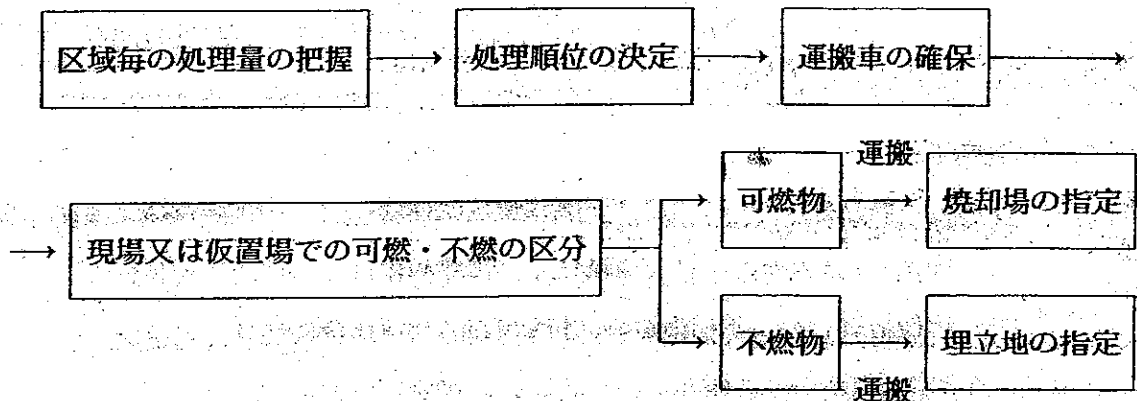 区域毎の処理量の把握
処理順位の決定
運搬車の確保
現場又は仮置場での可燃・不燃の区分
可燃物
運搬
焼却場の指定
不燃物
運搬
埋立地の指定